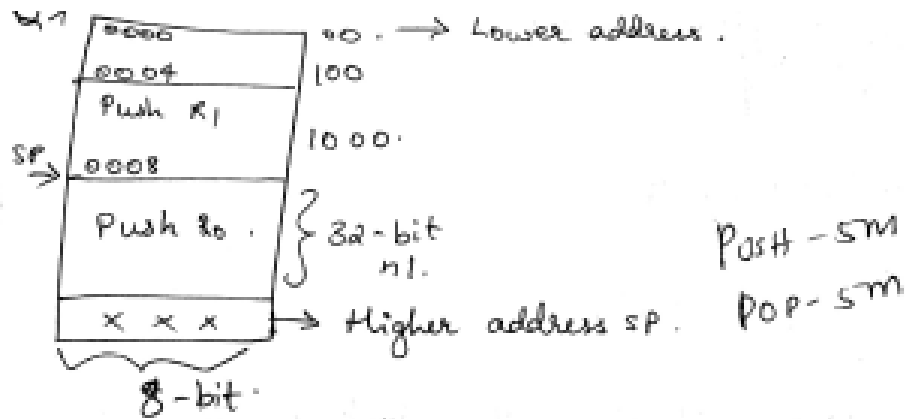 0000 00. → Lower address.
0004 100
Push R1
1000.
SP → 0008
Push r0. 32-bit
PUSH - 5M
POP - 5M
x x x → Higher address SP.
8-bit.